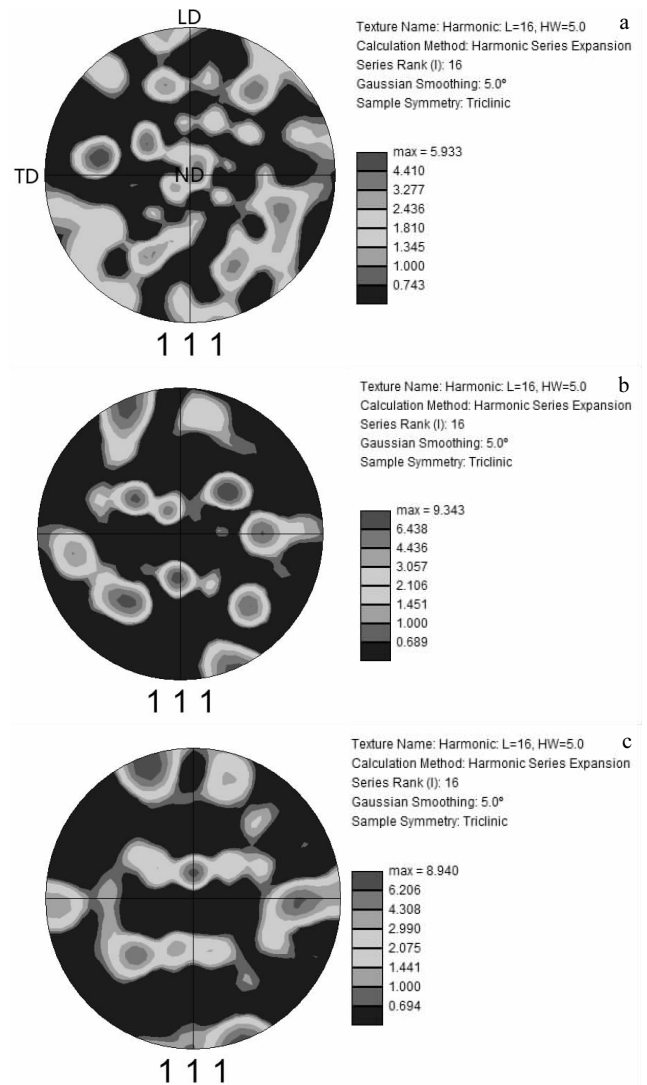 LD
TD
ND
1 1 1
a
Texture Name: Harmonic: L=16, HW=5.0
Calculation Method: Harmonic Series Expansion
Series Rank (l): 16
Gaussian Smoothing: 5.0°
Sample Symmetry: Triclinic
max = 5.933
4.410
3.277
2.436
1.810
1.345
1.000
0.743
1 1 1
b
Texture Name: Harmonic: L=16, HW=5.0
Calculation Method: Harmonic Series Expansion
Series Rank (l): 16
Gaussian Smoothing: 5.0°
Sample Symmetry: Triclinic
max = 9.343
6.438
4.436
3.057
2.106
1.451
1.000
0.689
1 1 1
c
Texture Name: Harmonic: L=16, HW=5.0
Calculation Method: Harmonic Series Expansion
Series Rank (l): 16
Gaussian Smoothing: 5.0°
Sample Symmetry: Triclinic
max = 8.940
6.206
4.308
2.990
2.075
1.441
1.000
0.694